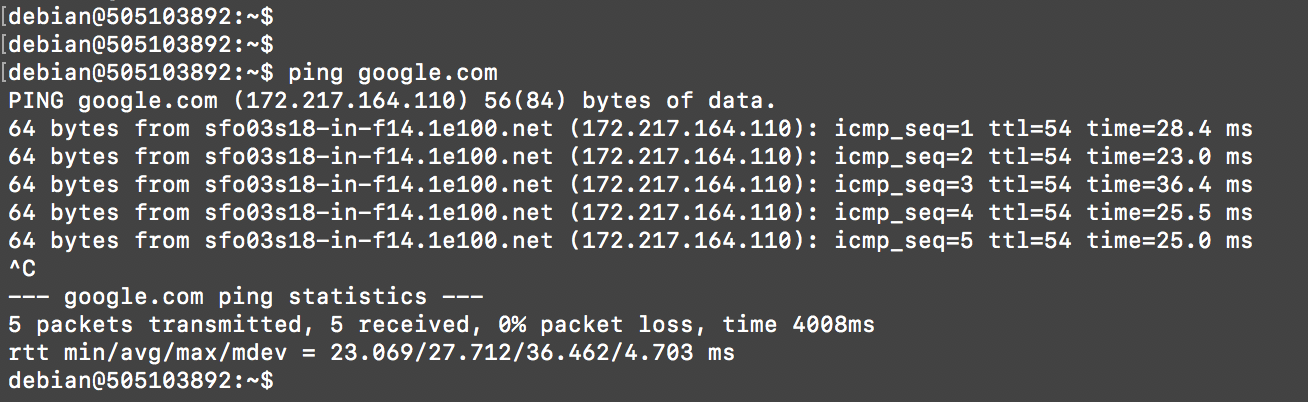 [debian@505103892:~$
[debian@505103892:~$
[debian@505103892:~$ ping google.com
PING google.com (172.217.164.110) 56(84) bytes of data.
64 bytes from sfo03s18-in-f14.1e100.net (172.217.164.110): icmp_seq=1 ttl=54 time=28.4 ms
64 bytes from sfo03s18-in-f14.1e100.net (172.217.164.110): icmp_seq=2 ttl=54 time=23.0 ms
64 bytes from sfo03s18-in-f14.1e100.net (172.217.164.110): icmp_seq=3 ttl=54 time=36.4 ms
64 bytes from sfo03s18-in-f14.1e100.net (172.217.164.110): icmp_seq=4 ttl=54 time=25.5 ms
64 bytes from sfo03s18-in-f14.1e100.net (172.217.164.110): icmp_seq=5 ttl=54 time=25.0 ms
^C
--- google.com ping statistics ---
5 packets transmitted, 5 received, 0% packet loss, time 4008ms
rtt min/avg/max/mdev = 23.069/27.712/36.462/4.703 ms
debian@505103892:~$